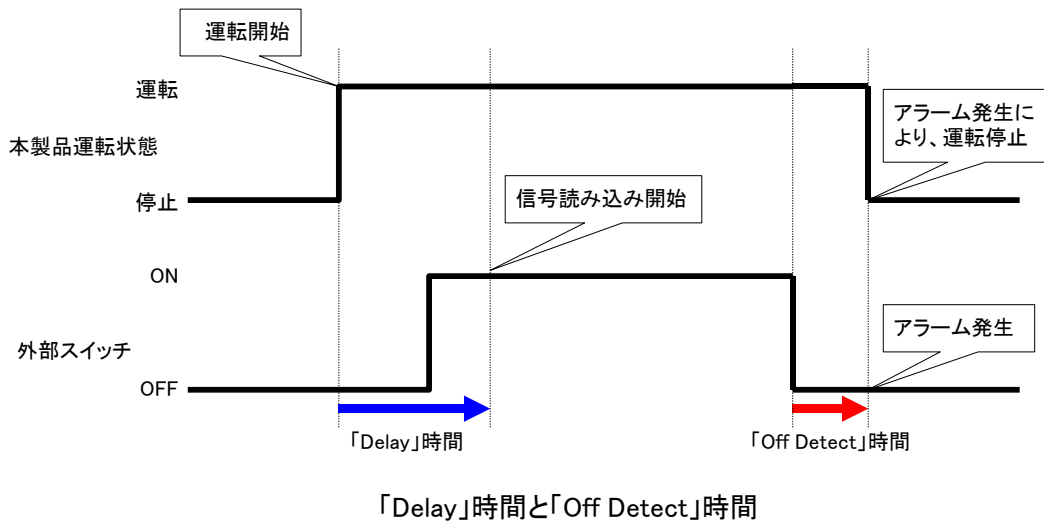 運転開始
運転
本製品運転状態
停止
アラーム発生に
より、運転停止
信号読み込み開始
ON
外部スイッチ
OFF
アラーム発生
「Delay」時間
「Off Detect」時間
「Delay」時間と「Off Detect」時間